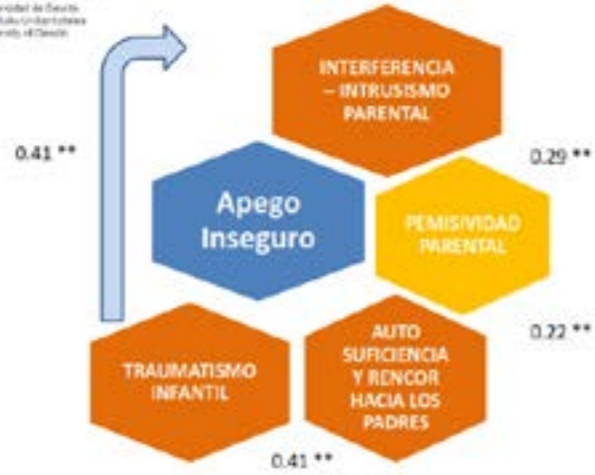 INTERFERENCIA
– INTRUSISMO
PARENTAL
0.41 **
0.29 **
Apego
Inseguro
PEMISIVIDAD
PARENTAL
0.22 **
AUTO
SUFICIENCIA
Y RENCOR
HACIA LOS
PADRES
TRAUMATISMO
INFANTIL
0.41 **